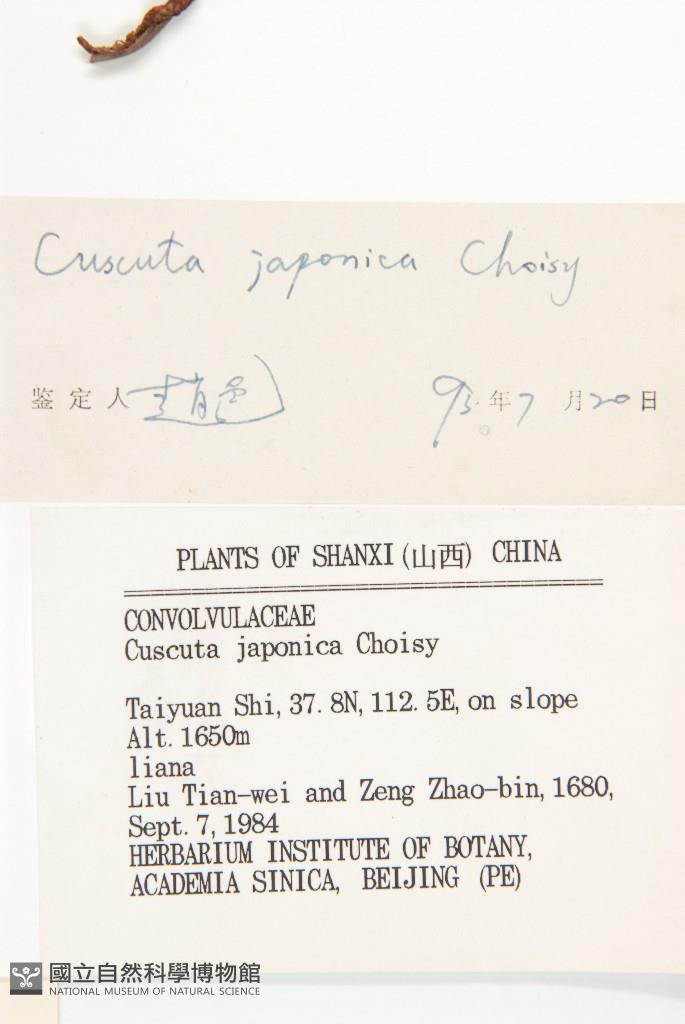 Cuscuta japonica Choisy
鉴定人 93年7月20日
PLANTS OF SHANXI (山西) CHINA
CONVOLVULACEAE
Cuscuta japonica Choisy
Taiyuan Shi, 37.8N, 112.5E, on slope
Alt. 1650m
liana
Liu Tian-wei and Zeng Zhao-bin, 1680,
Sept. 7, 1984
HERBARIUM INSTITUTE OF BOTANY,
ACADEMIA SINICA, BEIJING (PE)
國立自然科學博物館
NATIONAL MUSEUM OF NATURAL SCIENCE